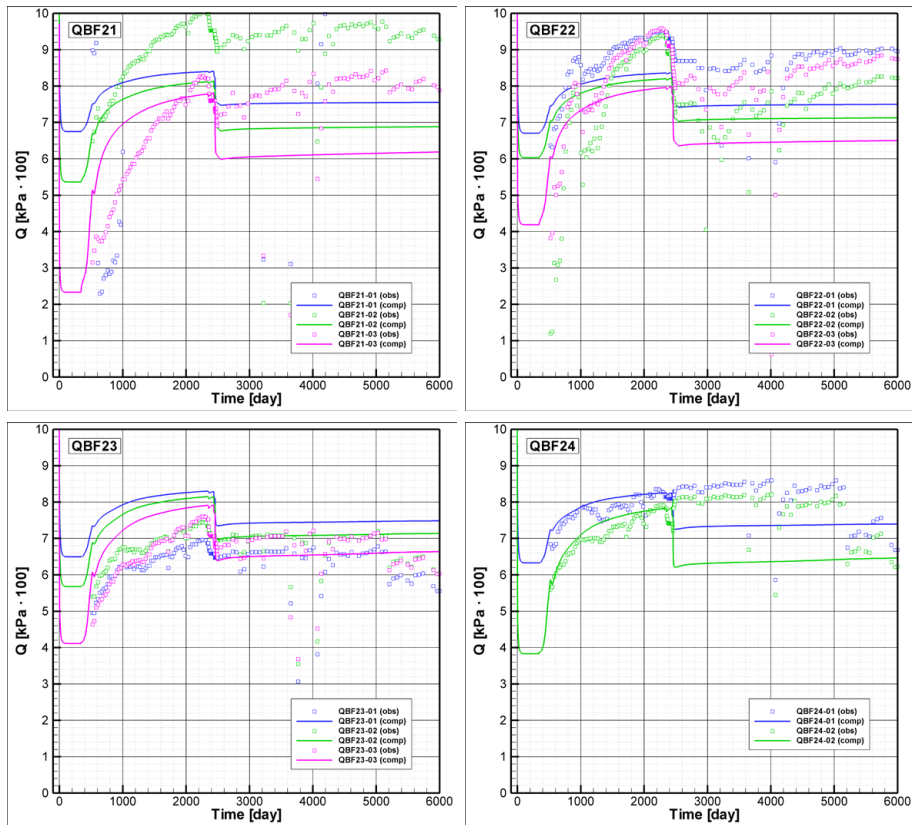 QBF21
Q [kPa · 100]
10
9
8
7
6
5
4
3
2
1
0
QBF21-01 (obs)
QBF21-01 (comp)
QBF21-02 (obs)
QBF21-02 (comp)
QBF21-03 (obs)
QBF21-03 (comp)
0 1000 2000 3000 4000 5000 6000
Time [day]
QBF22
Q [kPa · 100]
10
9
8
7
6
5
4
3
2
1
0
QBF22-01 (obs)
QBF22-01 (comp)
QBF22-02 (obs)
QBF22-02 (comp)
QBF22-03 (obs)
QBF22-03 (comp)
0 1000 2000 3000 4000 5000 6000
Time [day]
QBF23
Q [kPa · 100]
10
9
8
7
6
5
4
3
2
1
0
QBF23-01 (obs)
QBF23-01 (comp)
QBF23-02 (obs)
QBF23-02 (comp)
QBF23-03 (obs)
QBF23-03 (comp)
0 1000 2000 3000 4000 5000 6000
Time [day]
QBF24
Q [kPa · 100]
10
9
8
7
6
5
4
3
2
1
0
QBF24-01 (obs)
QBF24-01 (comp)
QBF24-02 (obs)
QBF24-02 (comp)
0 1000 2000 3000 4000 5000 6000
Time [day]